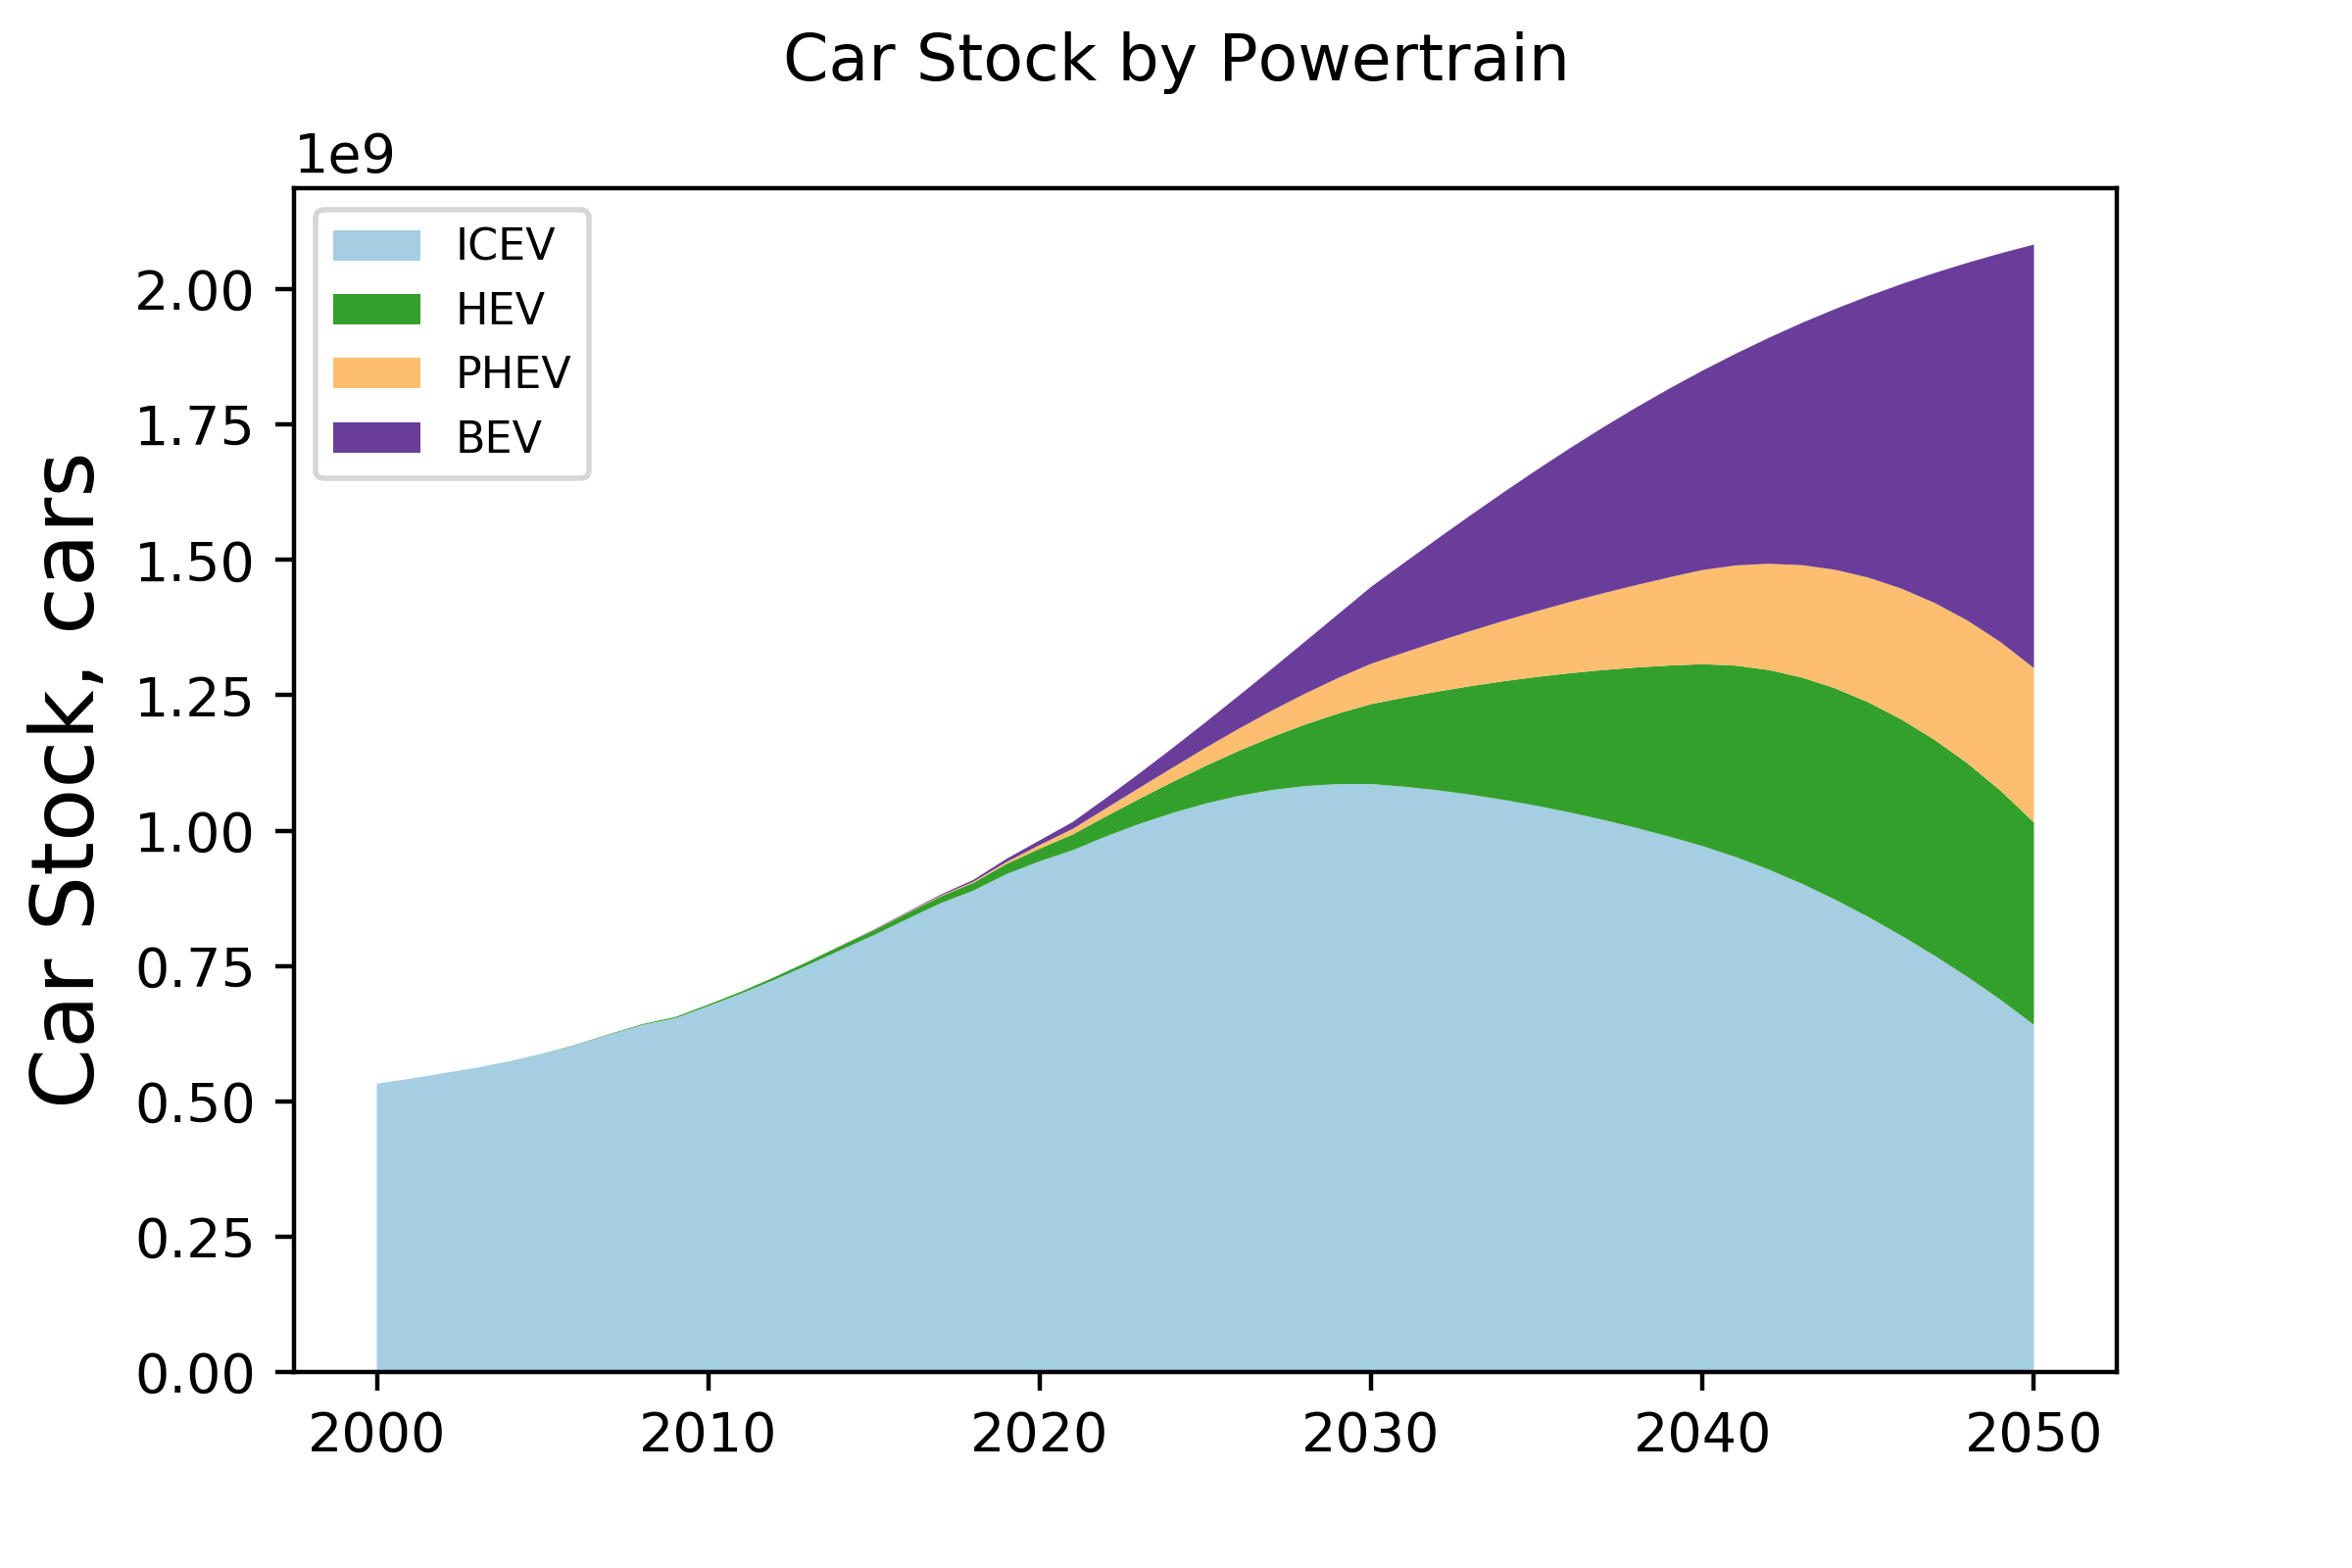 Car Stock by Powertrain
1e9
ICEV
HEV
PHEV
BEV
Car Stock, cars
2.00
1.75
1.50
1.25
1.00
0.75
0.50
0.25
0.00
2000 2010 2020 2030 2040 2050